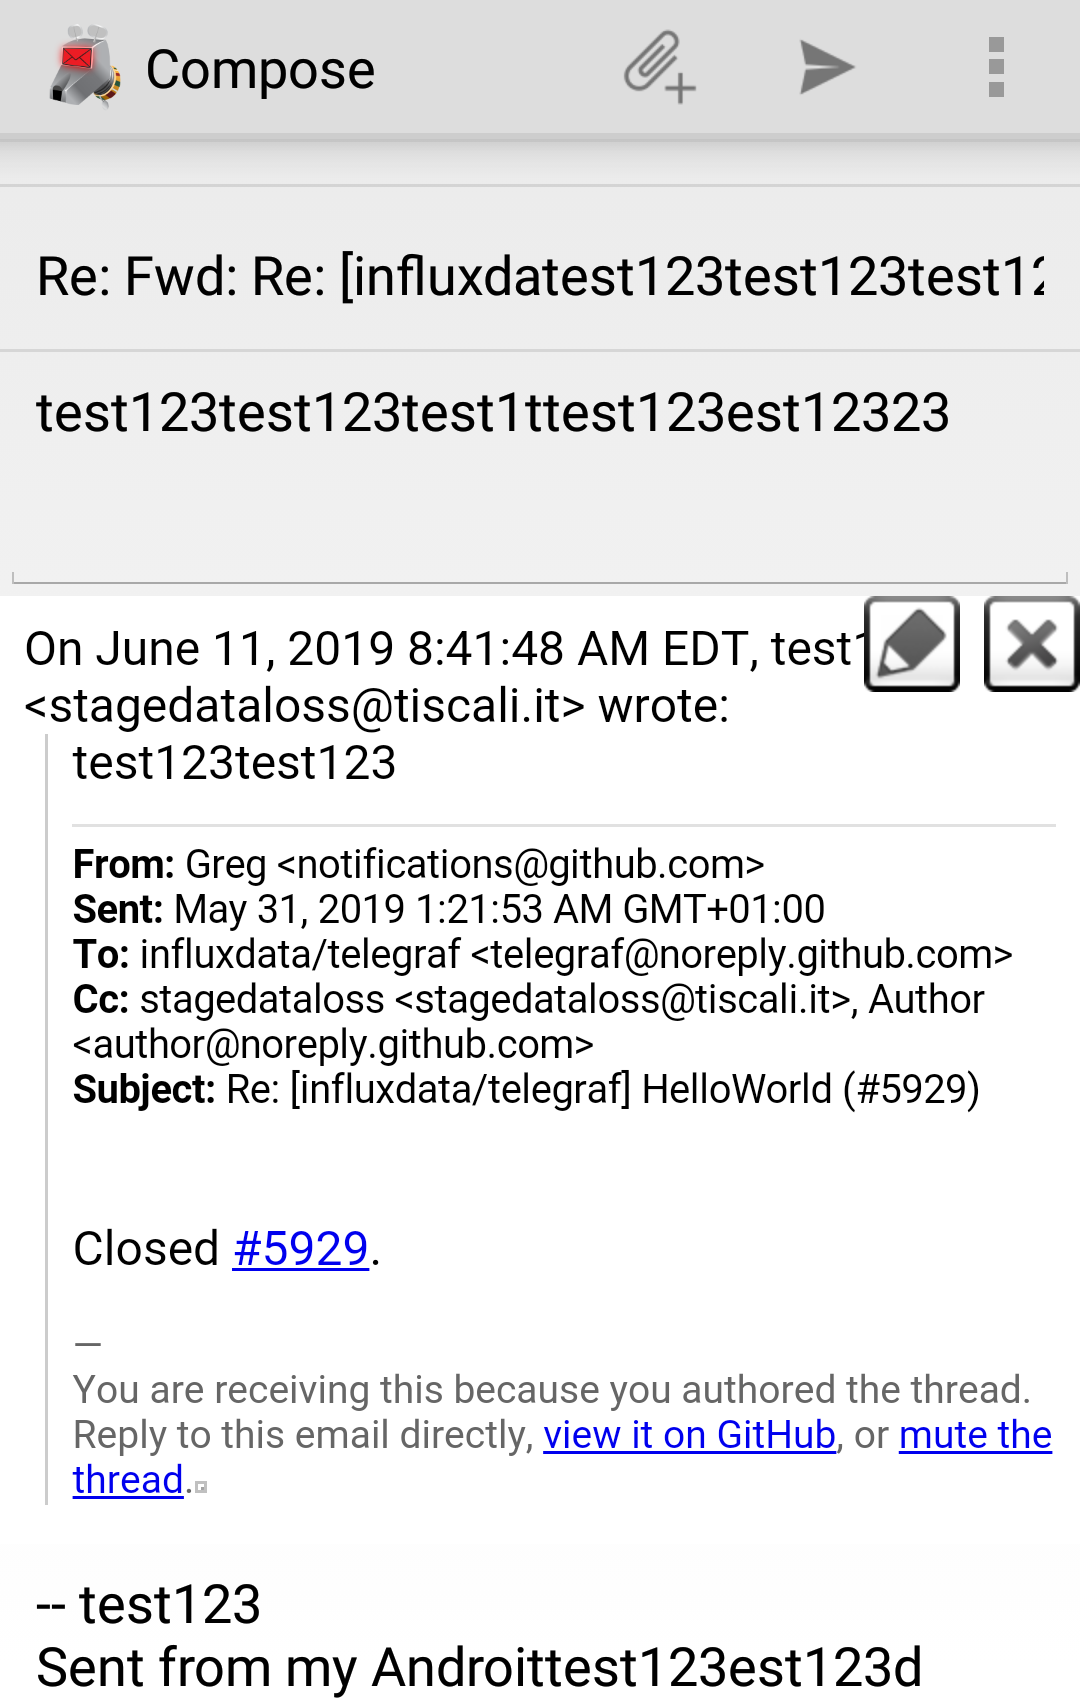 Compose
Re: Fwd: Re: [influxdatest123test123test12
test123test123test1ttest123est12323
On June 11, 2019 8:41:48 AM EDT, test1
<stagedataloss@tiscali.it> wrote:
test123test123
From: Greg <notifications@github.com>
Sent: May 31, 2019 1:21:53 AM GMT+01:00
To: influxdata/telegraf <telegraf@noreply.github.com>
Cc: stagedataloss <stagedataloss@tiscali.it>, Author
<author@noreply.github.com>
Subject: Re: [influxdata/telegraf] HelloWorld (#5929)
Closed #5929.
—
You are receiving this because you authored the thread.
Reply to this email directly, view it on GitHub, or mute the
thread.
-- test123
Sent from my Androittest123est123d